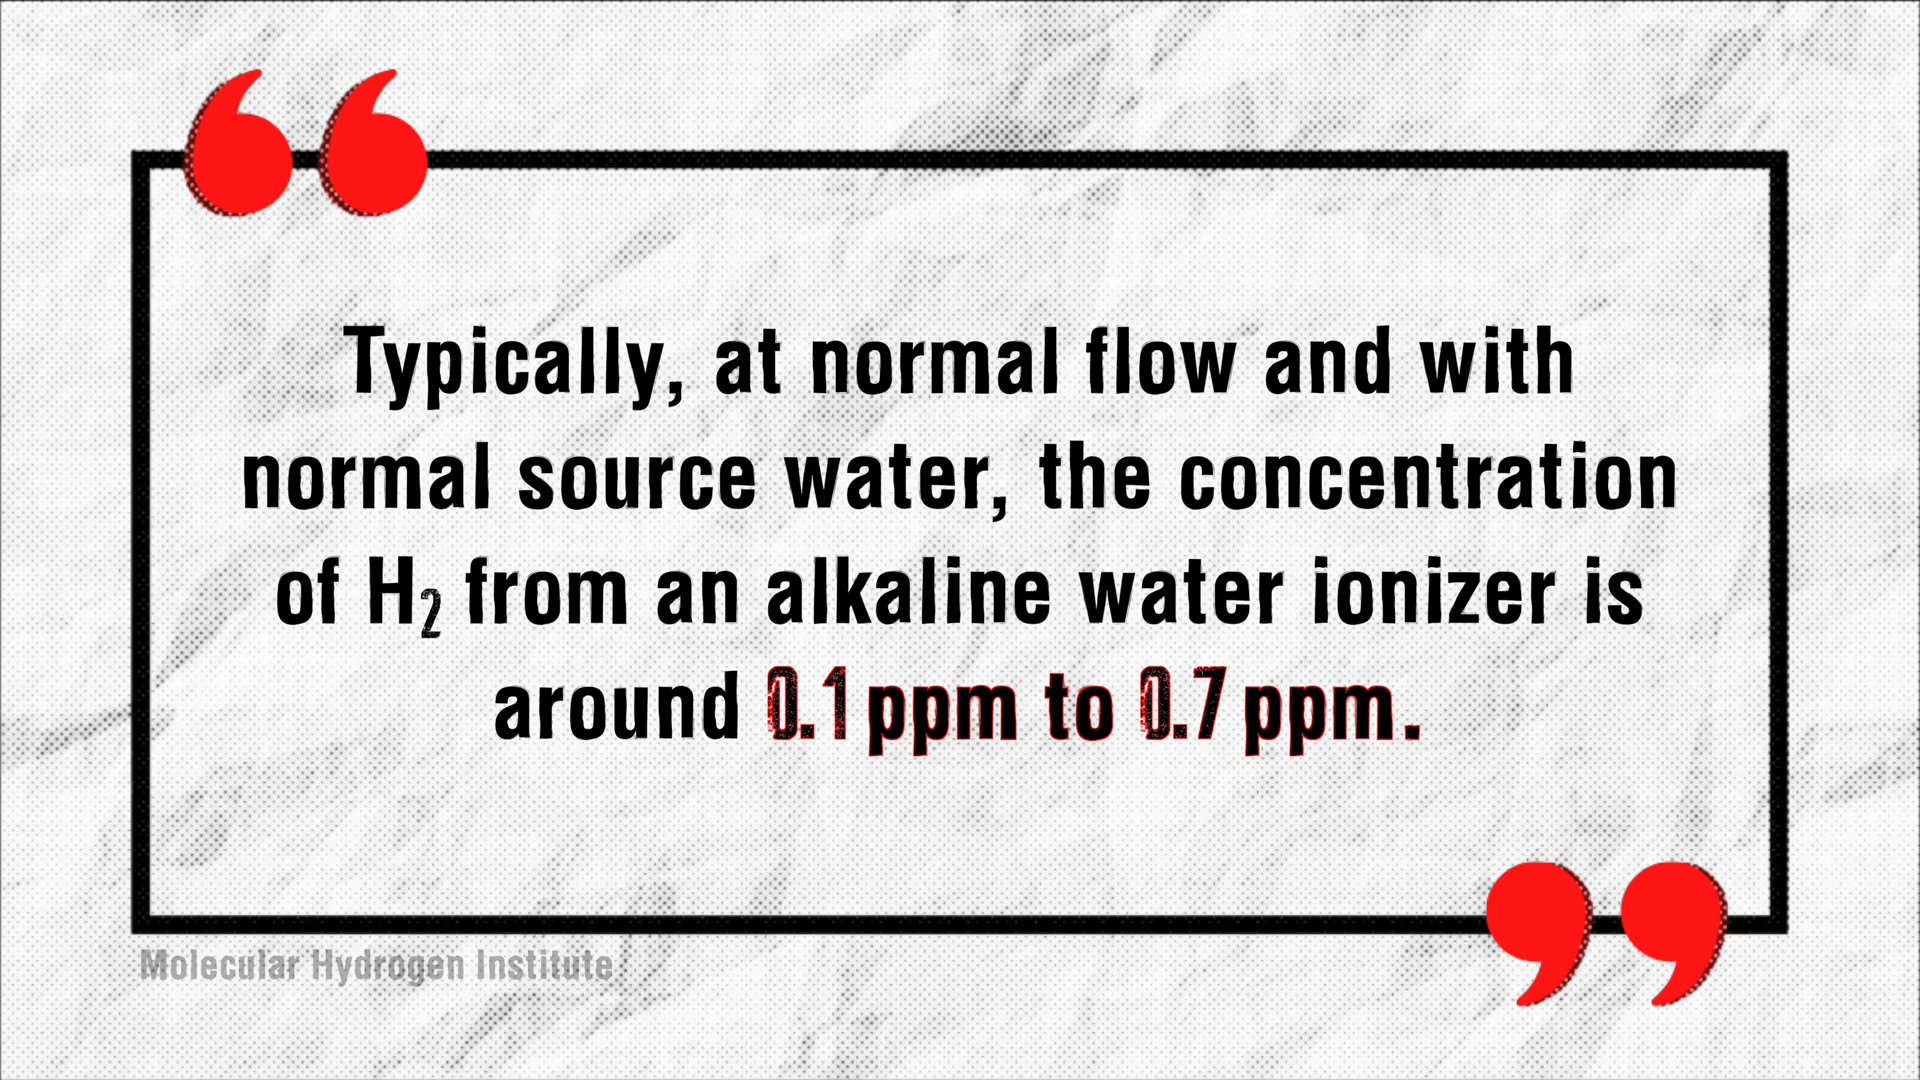 Typically, at normal flow and with
normal source water, the concentration
of H₂ from an alkaline water ionizer is
around 0.1 ppm to 0.7 ppm.
Molecular Hydrogen Institute